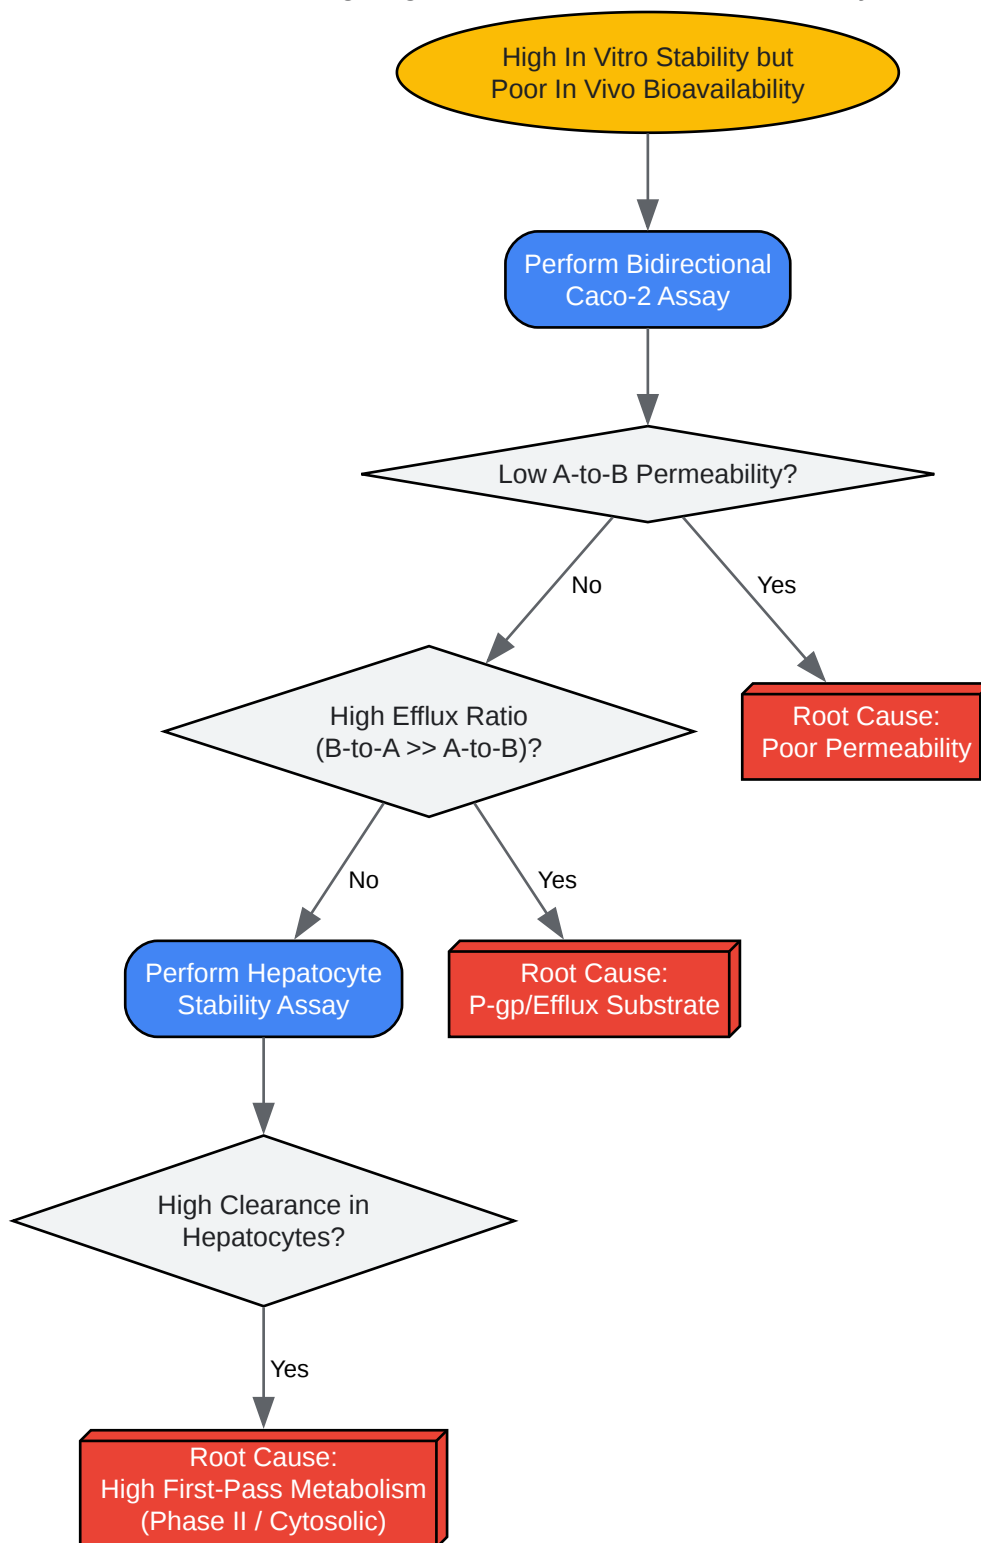 High In Vitro Stability but
Poor In Vivo Bioavailability
Perform Bidirectional
Caco-2 Assay
Low A-to-B Permeability?
No
Yes
High Efflux Ratio
(B-to-A >> A-to-B)?
Root Cause:
Poor Permeability
No
Yes
Perform Hepatocyte
Stability Assay
Root Cause:
P-gp/Efflux Substrate
High Clearance in
Hepatocytes?
Yes
Root Cause:
High First-Pass Metabolism
(Phase II / Cytosolic)